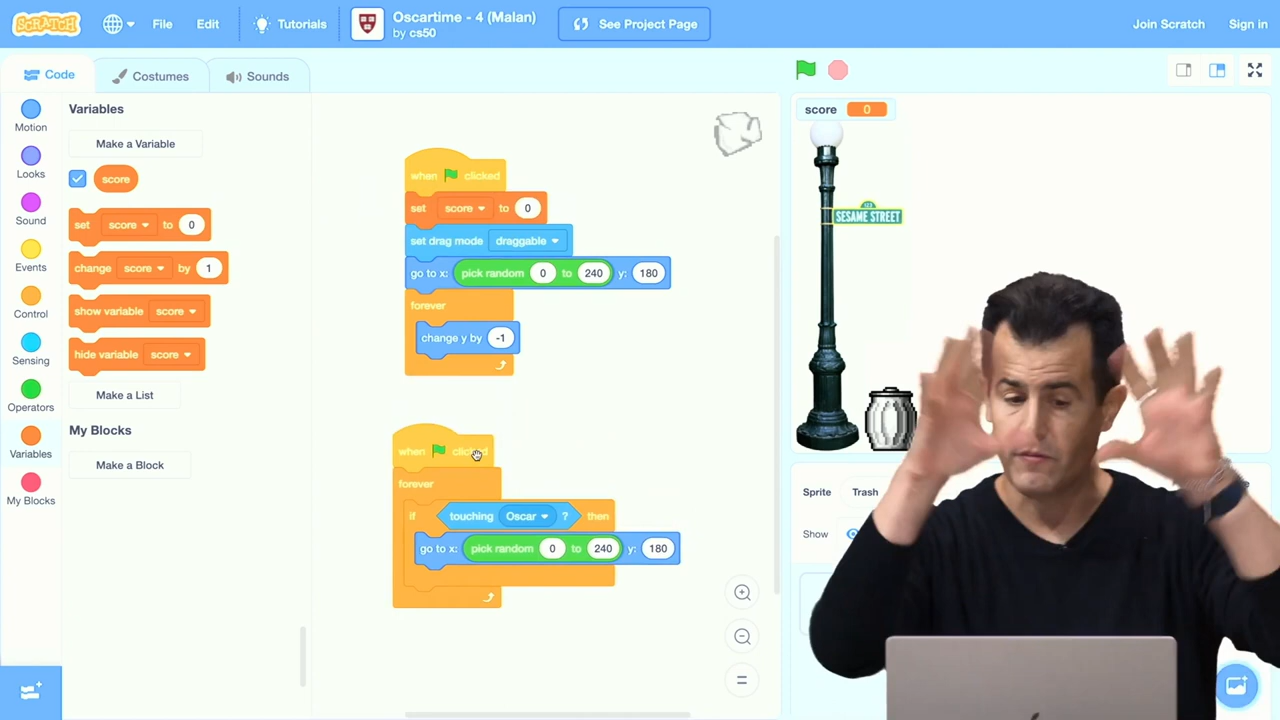 SCRATCH
File
Edit
Tutorials
Oscartime - 4 (Malan)
by cs50
See Project Page
Join Scratch
Sign in
Code
Costumes
Sounds
Motion
Looks
Sound
Events
Control
Sensing
Operators
Variables
My Blocks
Variables
Make a Variable
score
set score to 0
change score by 1
show variable score
hide variable score
Make a List
My Blocks
Make a Block
when clicked
set score to 0
set drag mode draggable
go to x: pick random 0 to 240 y: 180
forever
change y by -1
when clicked
forever
if touching Oscar ? then
go to x: pick random 0 to 240 y: 180
score 0
123
SESAME STREET
Sprite Trash
Show